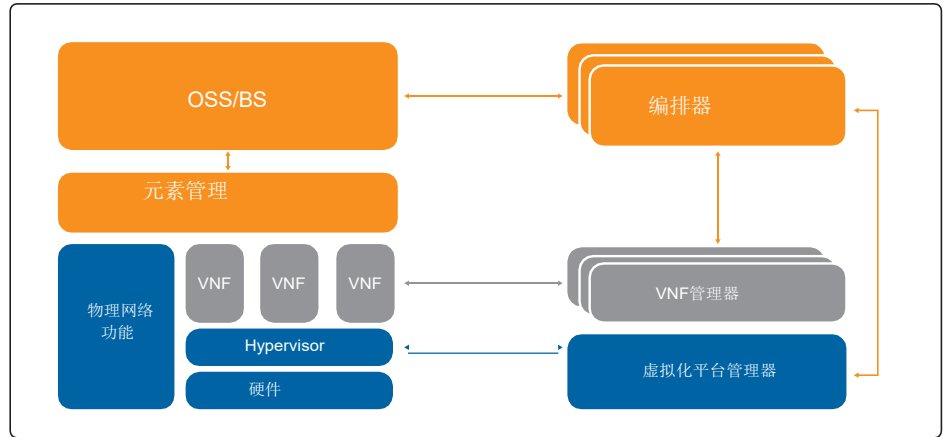 OSS/BS
编排器
元素管理
VNF
VNF
VNF
VNF管理器
物理网络
功能
Hypervisor
虚拟化平台管理器
硬件